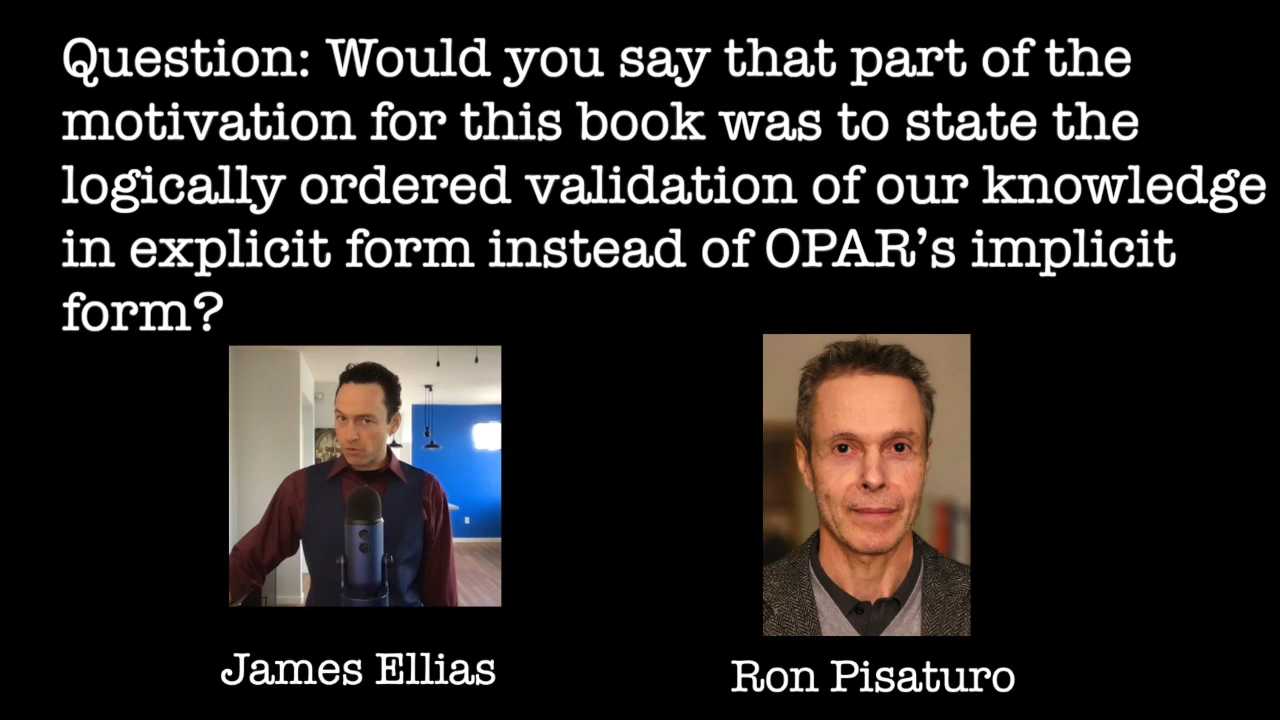 Question: Would you say that part of the
motivation for this book was to state the
logically ordered validation of our knowledge
in explicit form instead of OPAR’s implicit
form?
James Ellias
Ron Pisaturo